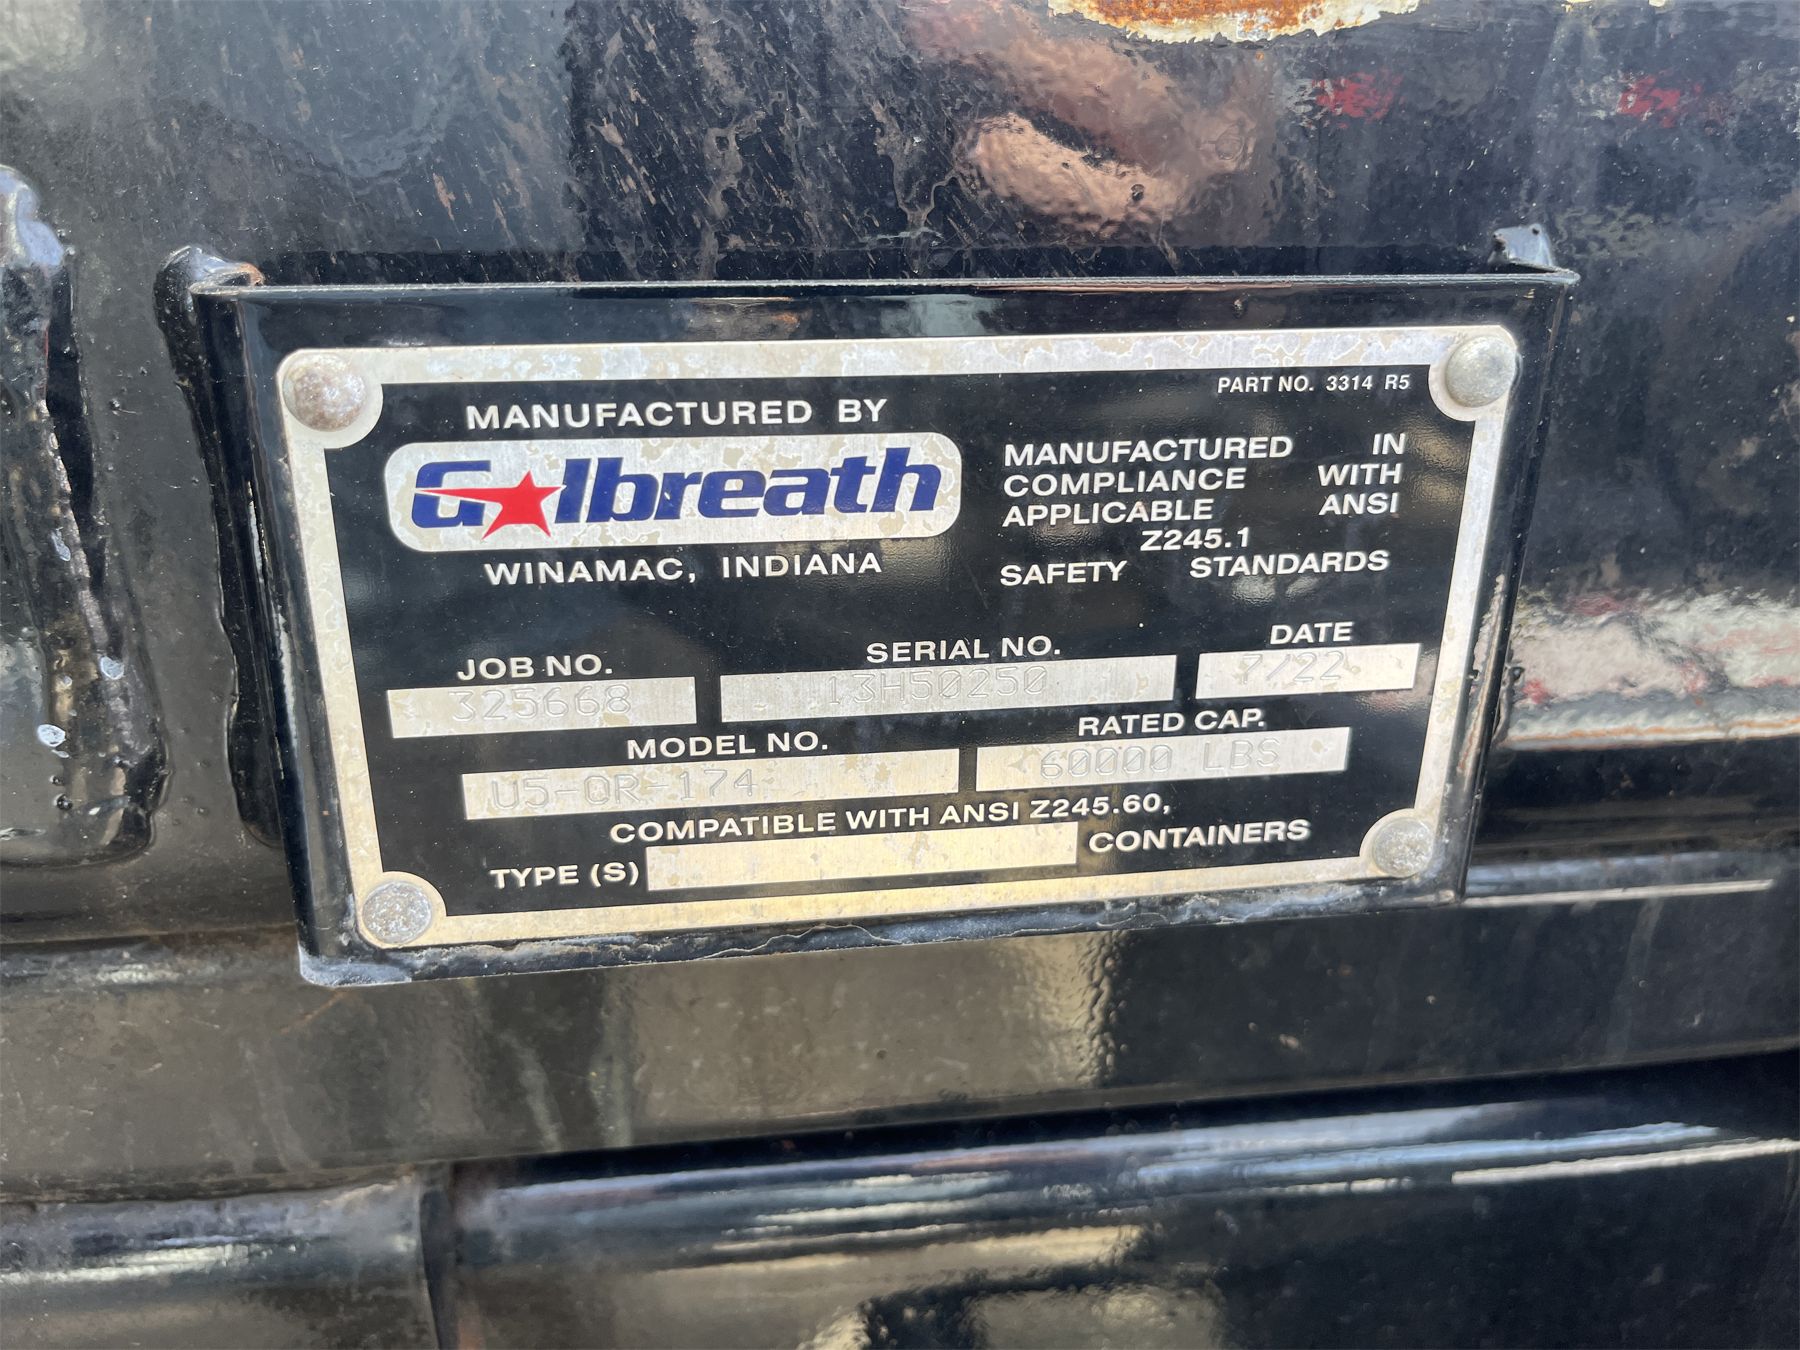 PART NO. 3314 R5
MANUFACTURED BY
Galbreath
WINAMAC, INDIANA
MANUFACTURED IN
COMPLIANCE WITH
APPLICABLE ANSI
Z245.1
SAFETY STANDARDS
JOB NO. SERIAL NO. DATE
325668 13H50250 7/22
MODEL NO. RATED CAP.
U5-OR-174 60000 LBS
COMPATIBLE WITH ANSI Z245.60,
TYPE (S) CONTAINERS